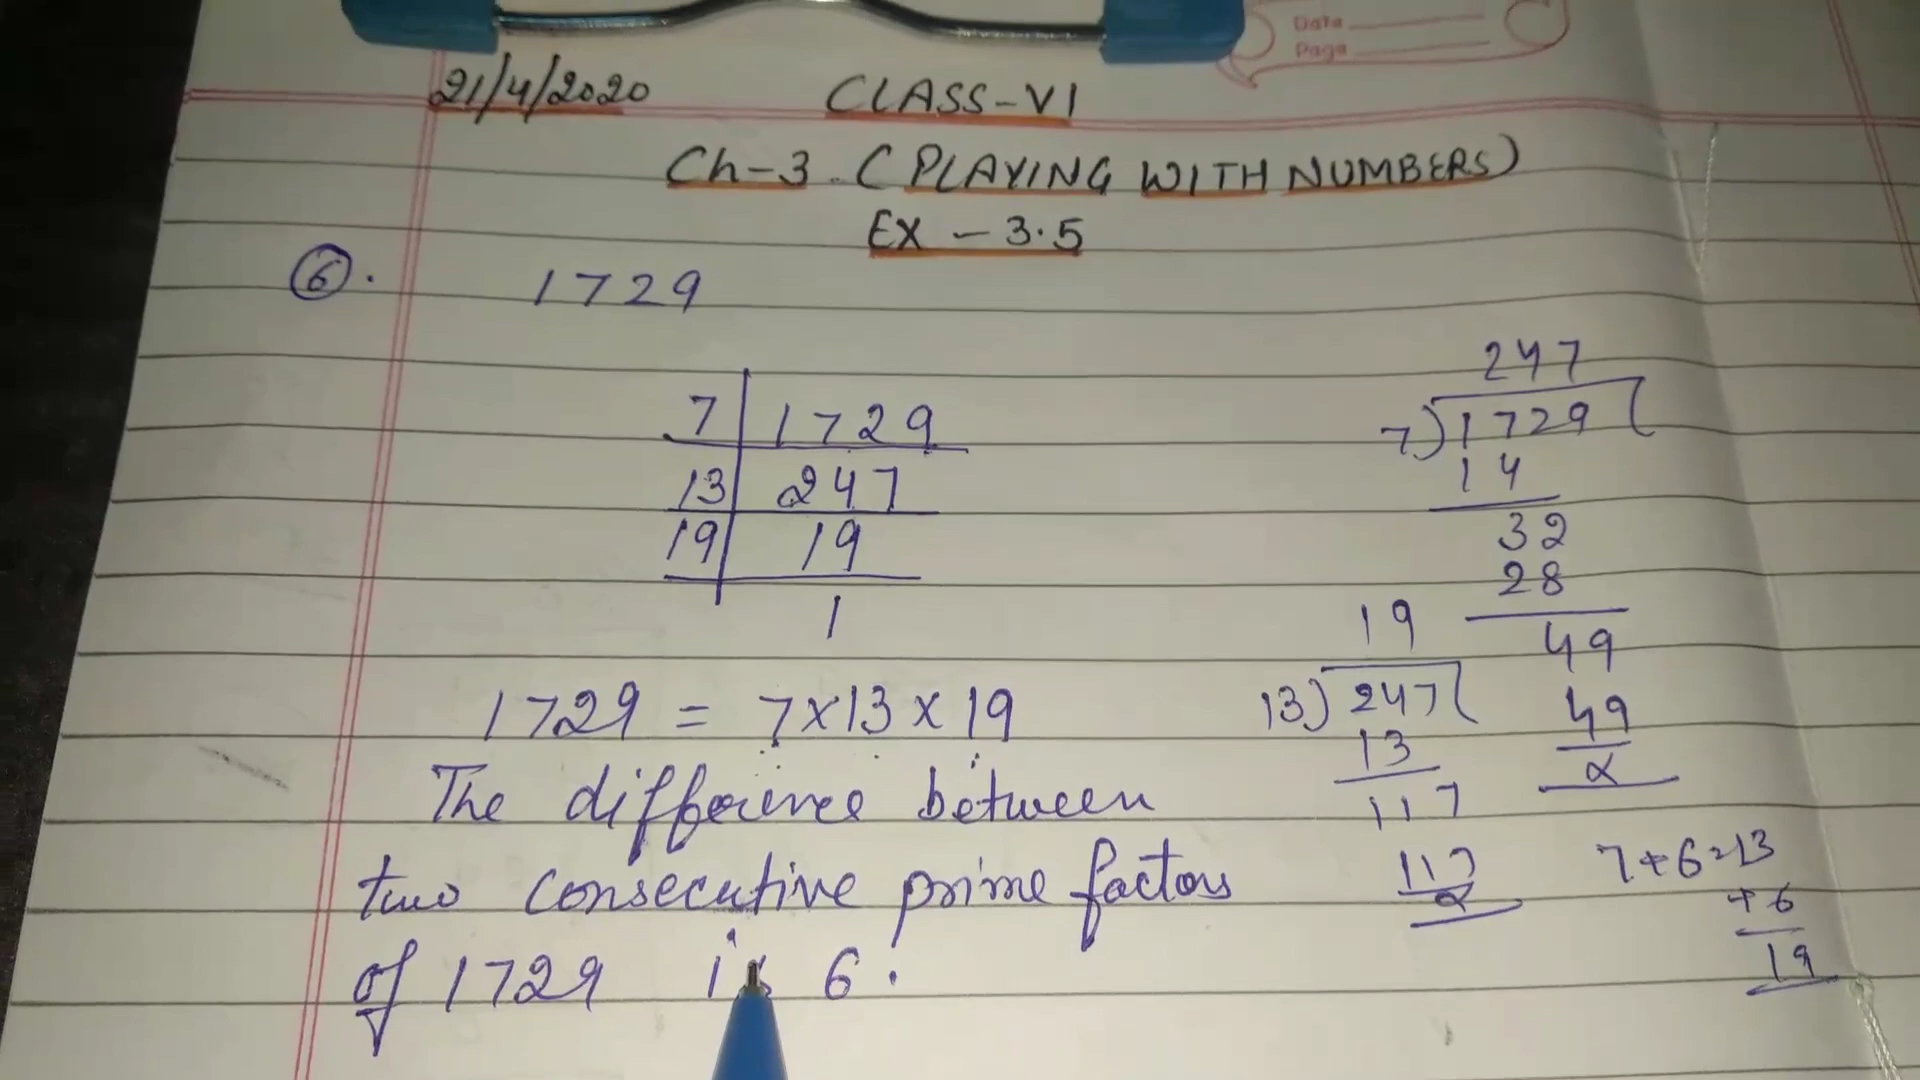 Data
Page
21/4/2020 CLASS-VI
Ch-3. (PLAYING WITH NUMBERS)
EX - 3.5
6. 1729
7 | 1729
13 | 247
19 | 19
1
1729 = 7×13×19
The difference between
two consecutive prime factors
of 1729 is 6.
247
7) 1729 (
14
32
28
49
49
19
13) 247 (
13
117
117
7+6=13
+6
19